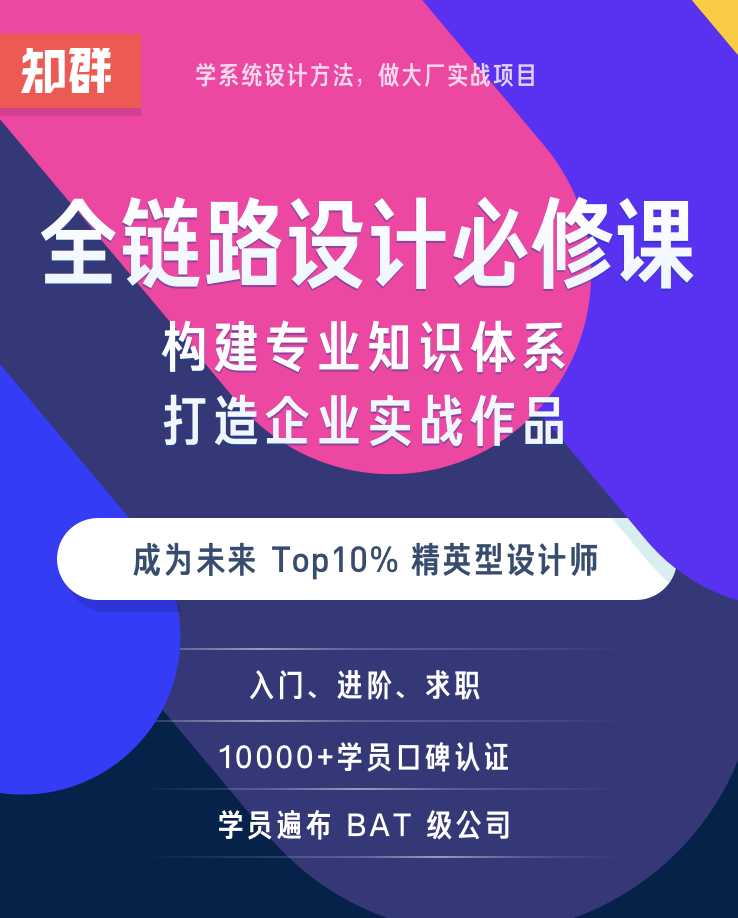 知群
学系统设计方法，做大厂实战项目
全链路设计必修课
构建专业知识体系
打造企业实战作品
成为未来 Top10% 精英型设计师
入门、进阶、求职
10000+学员口碑认证
学员遍布 BAT 级公司